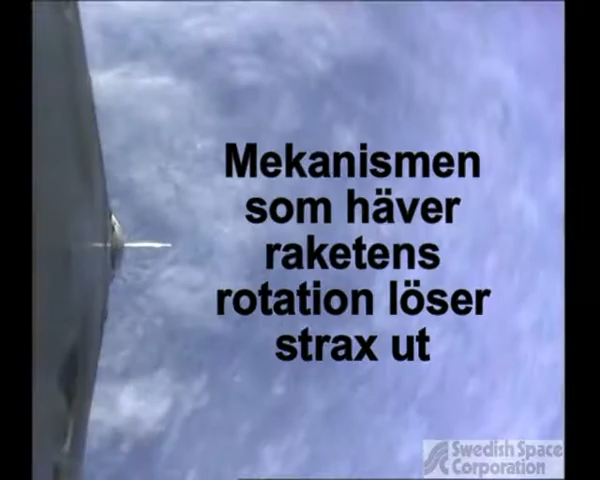 Mekanismen
som häver
raketens
rotation löser
strax ut
Swedish Space
Corporation